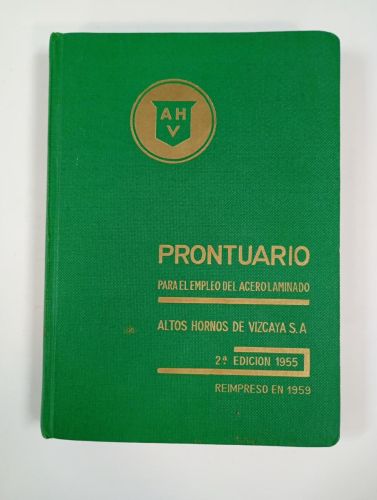 AH
V
PRONTUARIO
PARA EL EMPLEO DEL ACERO LAMINADO
ALTOS HORNOS DE VIZCAYA S.A
2ª EDICION 1955
REIMPRESO EN 1959